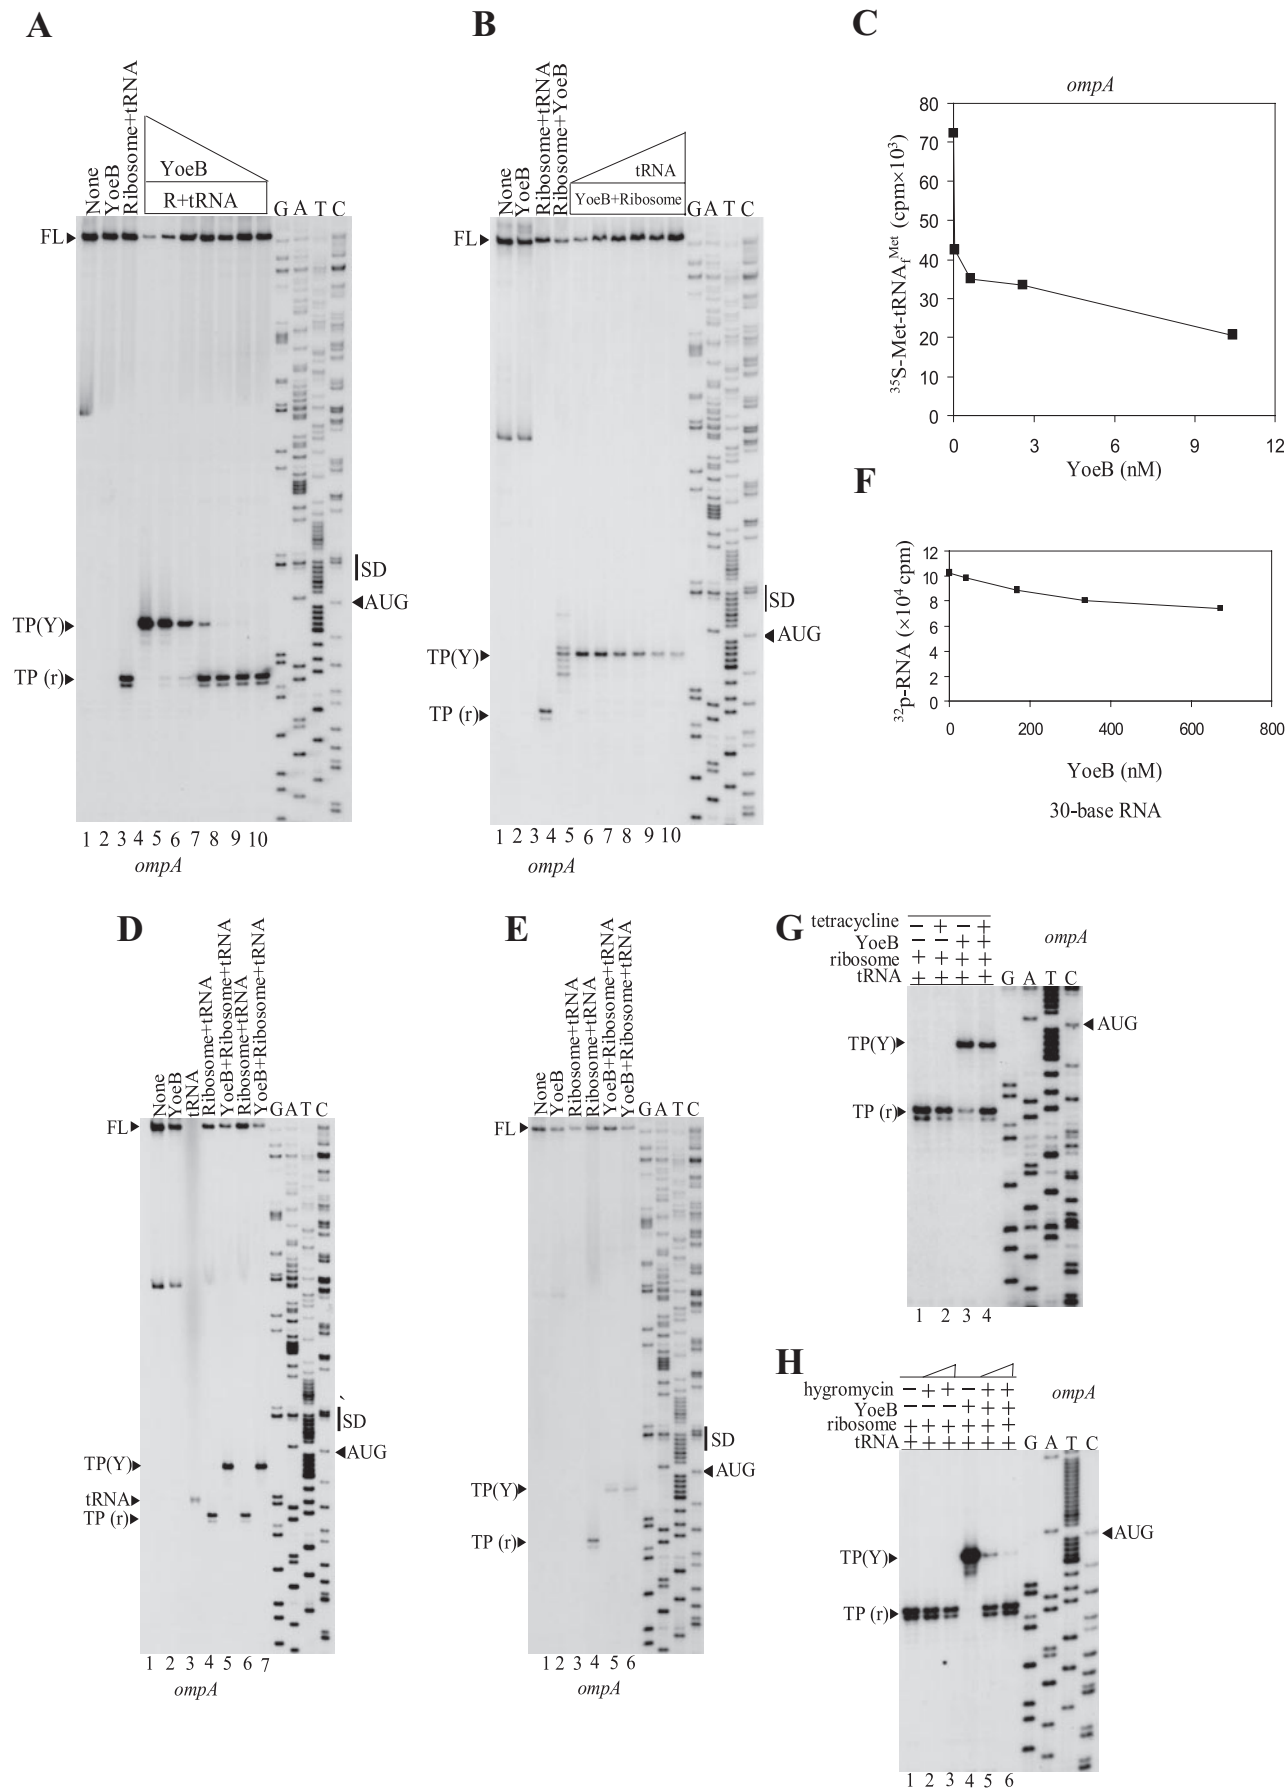 A
None
YoeB
Ribosome+tRNA
YoeB
R+tRNA
G A T C
FL
SD
AUG
TP(Y)
TP (r)
1 2 3 4 5 6 7 8 9 10
ompA
B
None
YoeB
Ribosome+tRNA
Ribosome+YoeB
tRNA
YoeB+Ribosome
G A T C
FL
SD
AUG
TP(Y)
TP (r)
1 2 3 4 5 6 7 8 9 10
ompA
C
ompA
80
70
60
50
40
30
20
10
0
35S-Met-tRNAfMet (cpm×103)
0 3 6 9 12
YoeB (nM)
F
12
10
8
6
4
2
0
32p-RNA (×104 cpm)
0 200 400 600 800
YoeB (nM)
30-base RNA
D
None
YoeB
tRNA
Ribosome+tRNA
YoeB+Ribosome+tRNA
Ribosome+tRNA
YoeB+Ribosome+tRNA
G A T C
FL
SD
AUG
TP(Y)
tRNA
TP (r)
1 2 3 4 5 6 7
ompA
E
None
YoeB
Ribosome+tRNA
Ribosome+tRNA
YoeB+Ribosome+tRNA
YoeB+Ribosome+tRNA
G A T C
FL
SD
AUG
TP(Y)
TP (r)
1 2 3 4 5 6
ompA
G
tetracycline − + − +
YoeB − − + +
ribosome + + + +
tRNA + + + +
ompA
G A T C
AUG
TP(Y)
TP (r)
1 2 3 4
H
hygromycin − + + − + +
YoeB − − − + + +
ribosome + + + + + +
tRNA + + + + + +
ompA
G A T C
AUG
TP(Y)
TP (r)
1 2 3 4 5 6